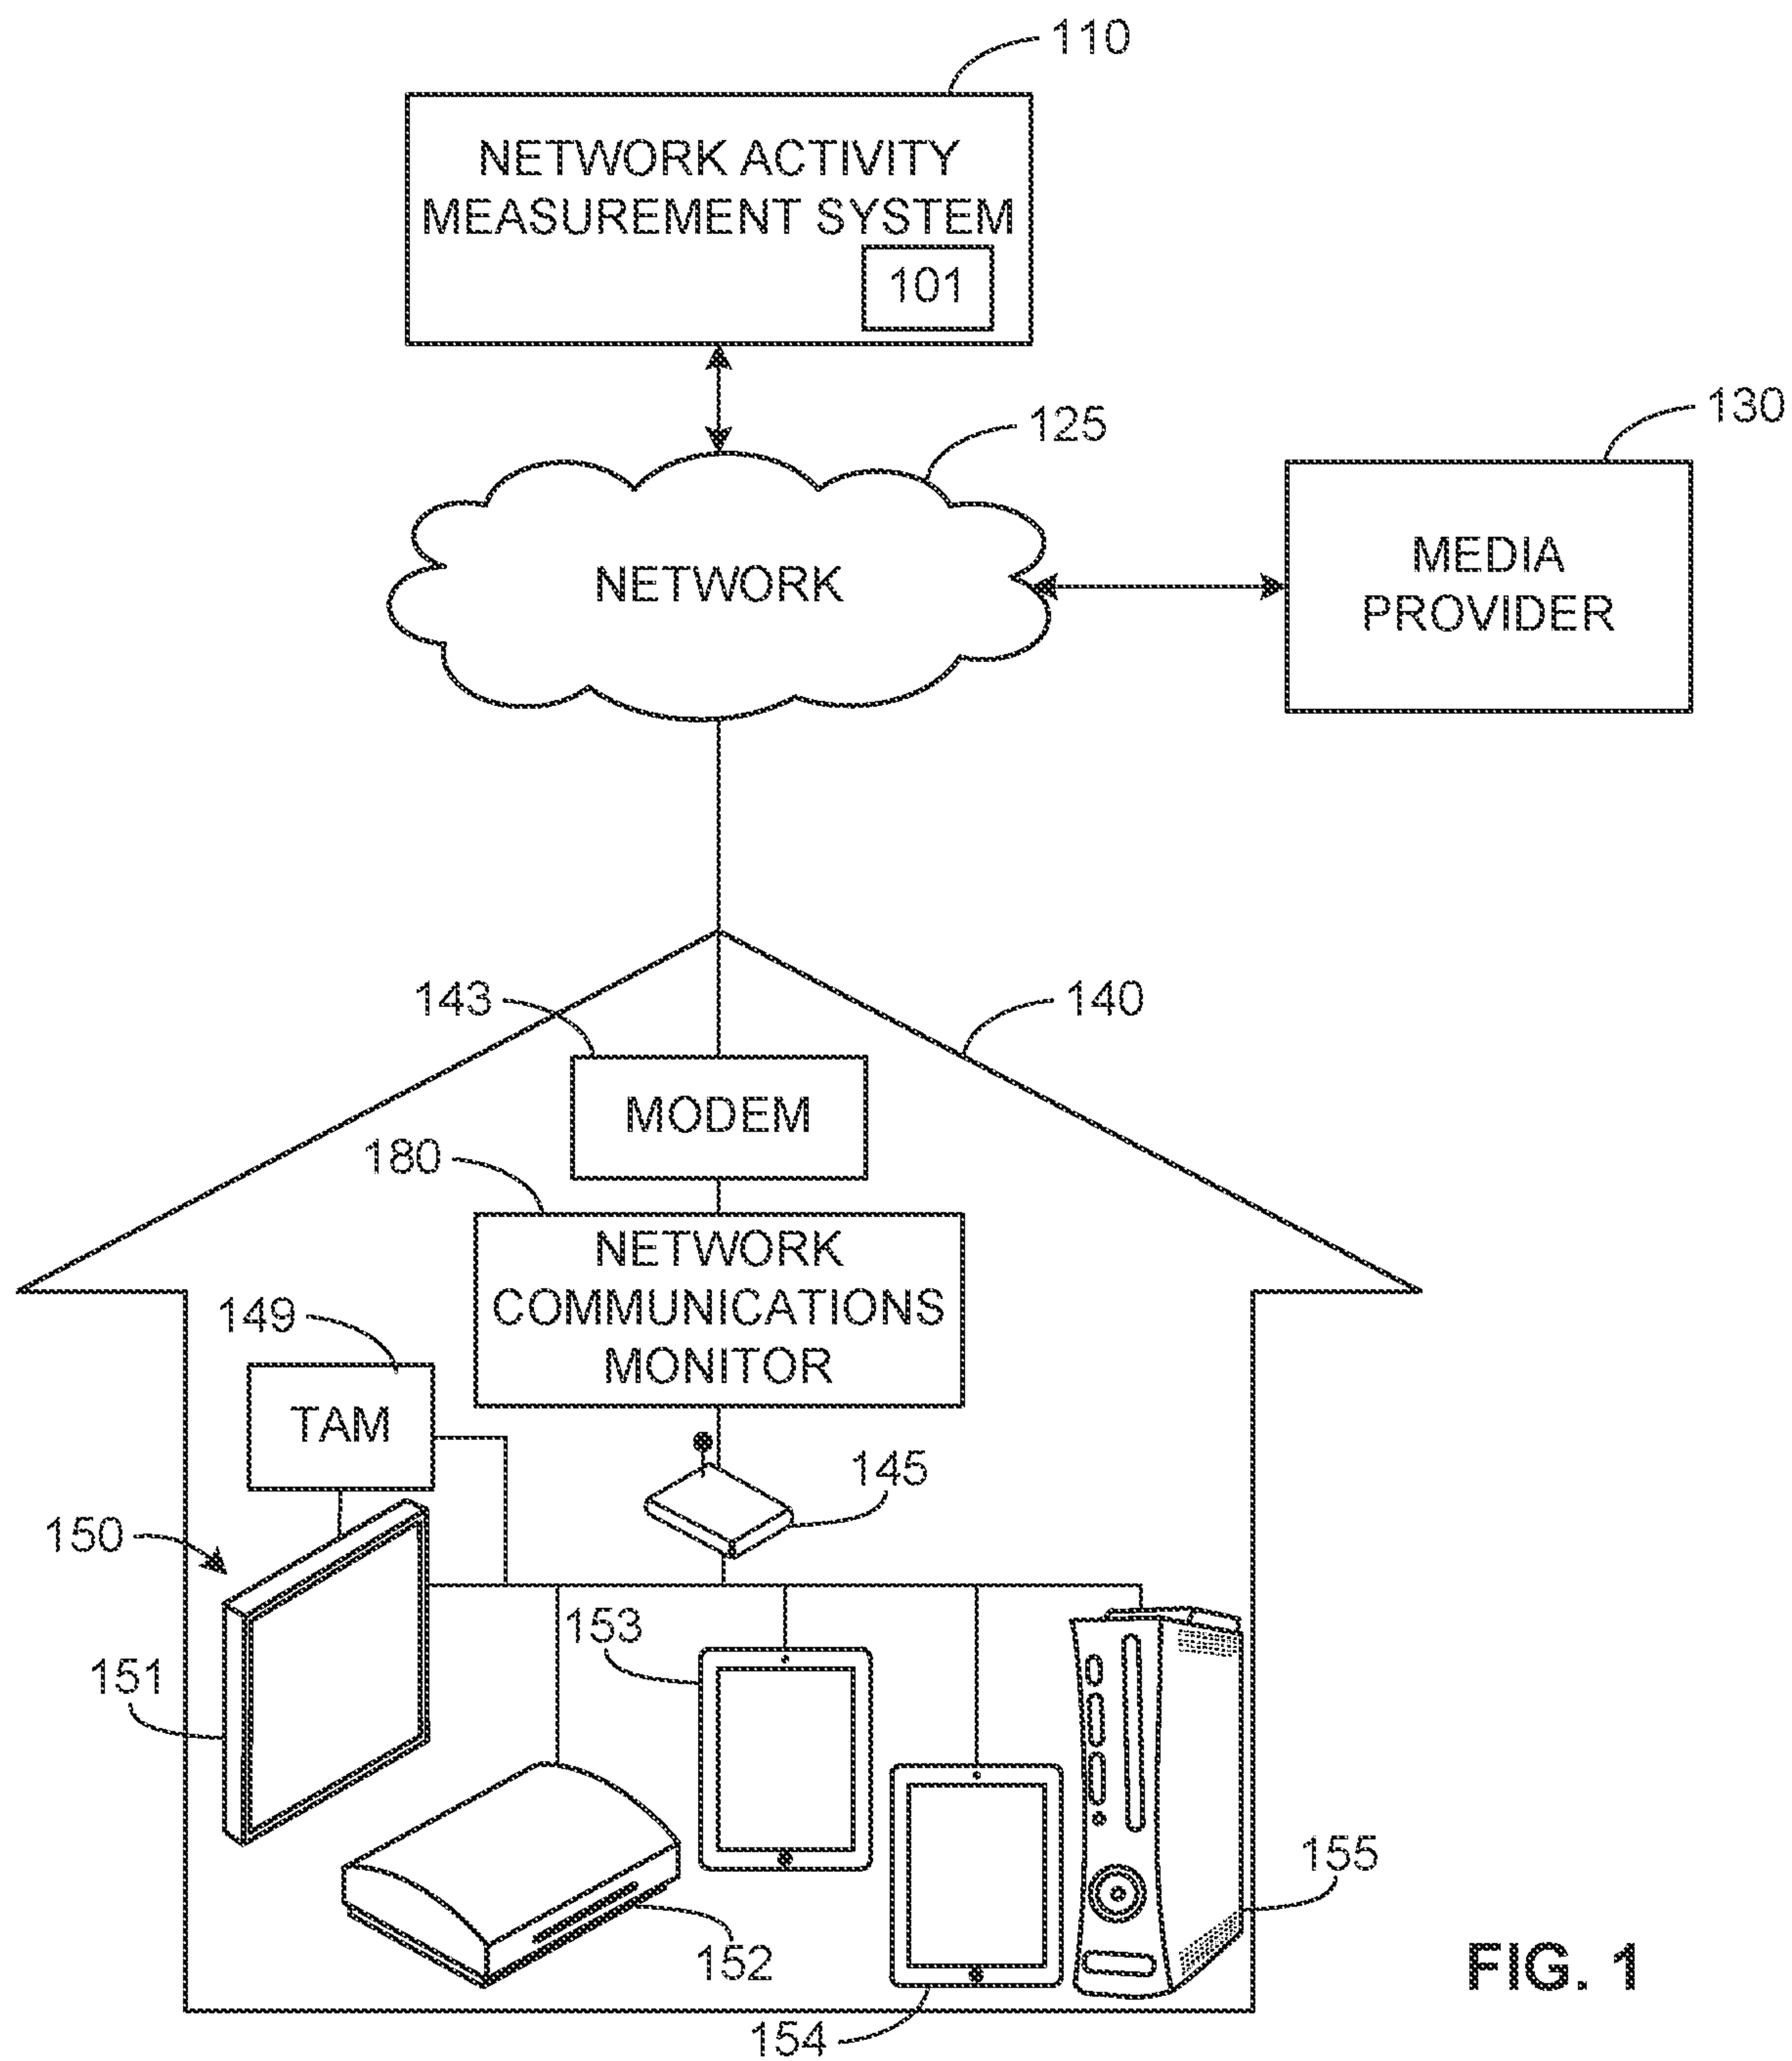 110
NETWORK ACTIVITY
MEASUREMENT SYSTEM
101
125
130
NETWORK
MEDIA
PROVIDER
143
140
MODEM
180
NETWORK
COMMUNICATIONS
MONITOR
149
TAM
145
150
153
151
155
152
154
FIG. 1